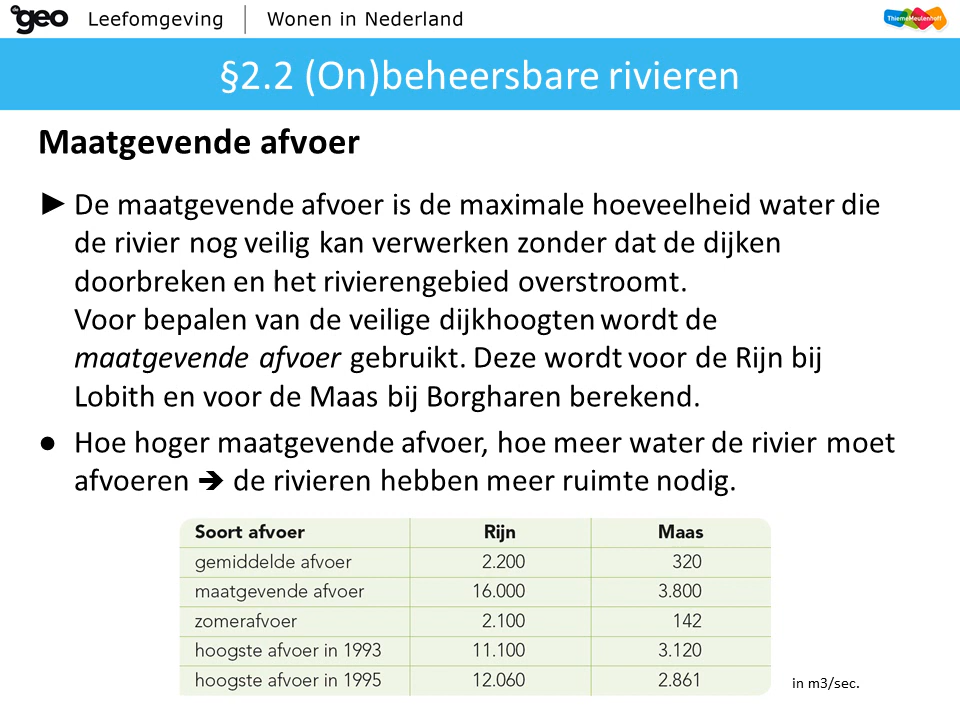 de geo Leefomgeving | Wonen in Nederland ThiemeMeulenhoff
§2.2 (On)beheersbare rivieren
Maatgevende afvoer
► De maatgevende afvoer is de maximale hoeveelheid water die
de rivier nog veilig kan verwerken zonder dat de dijken
doorbreken en het rivierengebied overstroomt.
Voor bepalen van de veilige dijkhoogten wordt de
maatgevende afvoer gebruikt. Deze wordt voor de Rijn bij
Lobith en voor de Maas bij Borgharen berekend.
● Hoe hoger maatgevende afvoer, hoe meer water de rivier moet
afvoeren ➔ de rivieren hebben meer ruimte nodig.
Soort afvoer Rijn Maas
gemiddelde afvoer 2.200 320
maatgevende afvoer 16.000 3.800
zomerafvoer 2.100 142
hoogste afvoer in 1993 11.100 3.120
hoogste afvoer in 1995 12.060 2.861
in m3/sec.